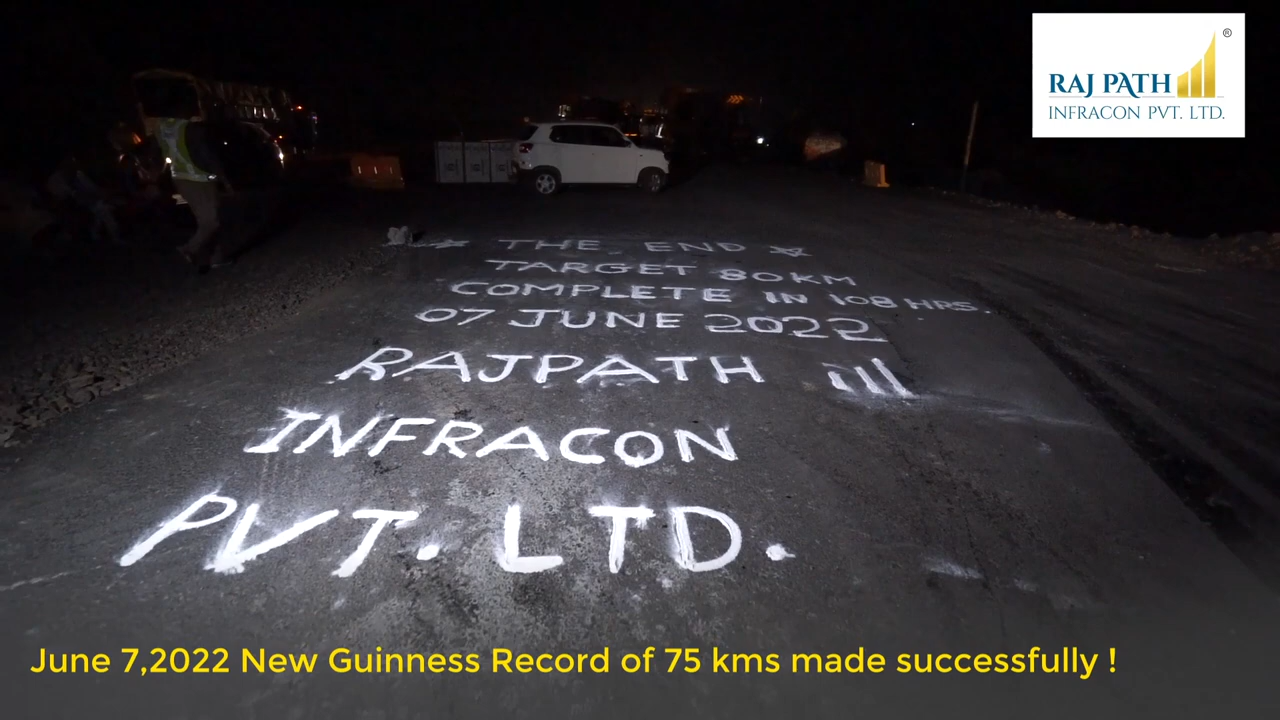 RAJ PATH
INFRACON PVT. LTD.
®
THE END
TARGET 80KM
COMPLETE IN 108 HRS.
07 JUNE 2022
RAJPATH
INFRACON
PVT. LTD.
June 7,2022 New Guinness Record of 75 kms made successfully !